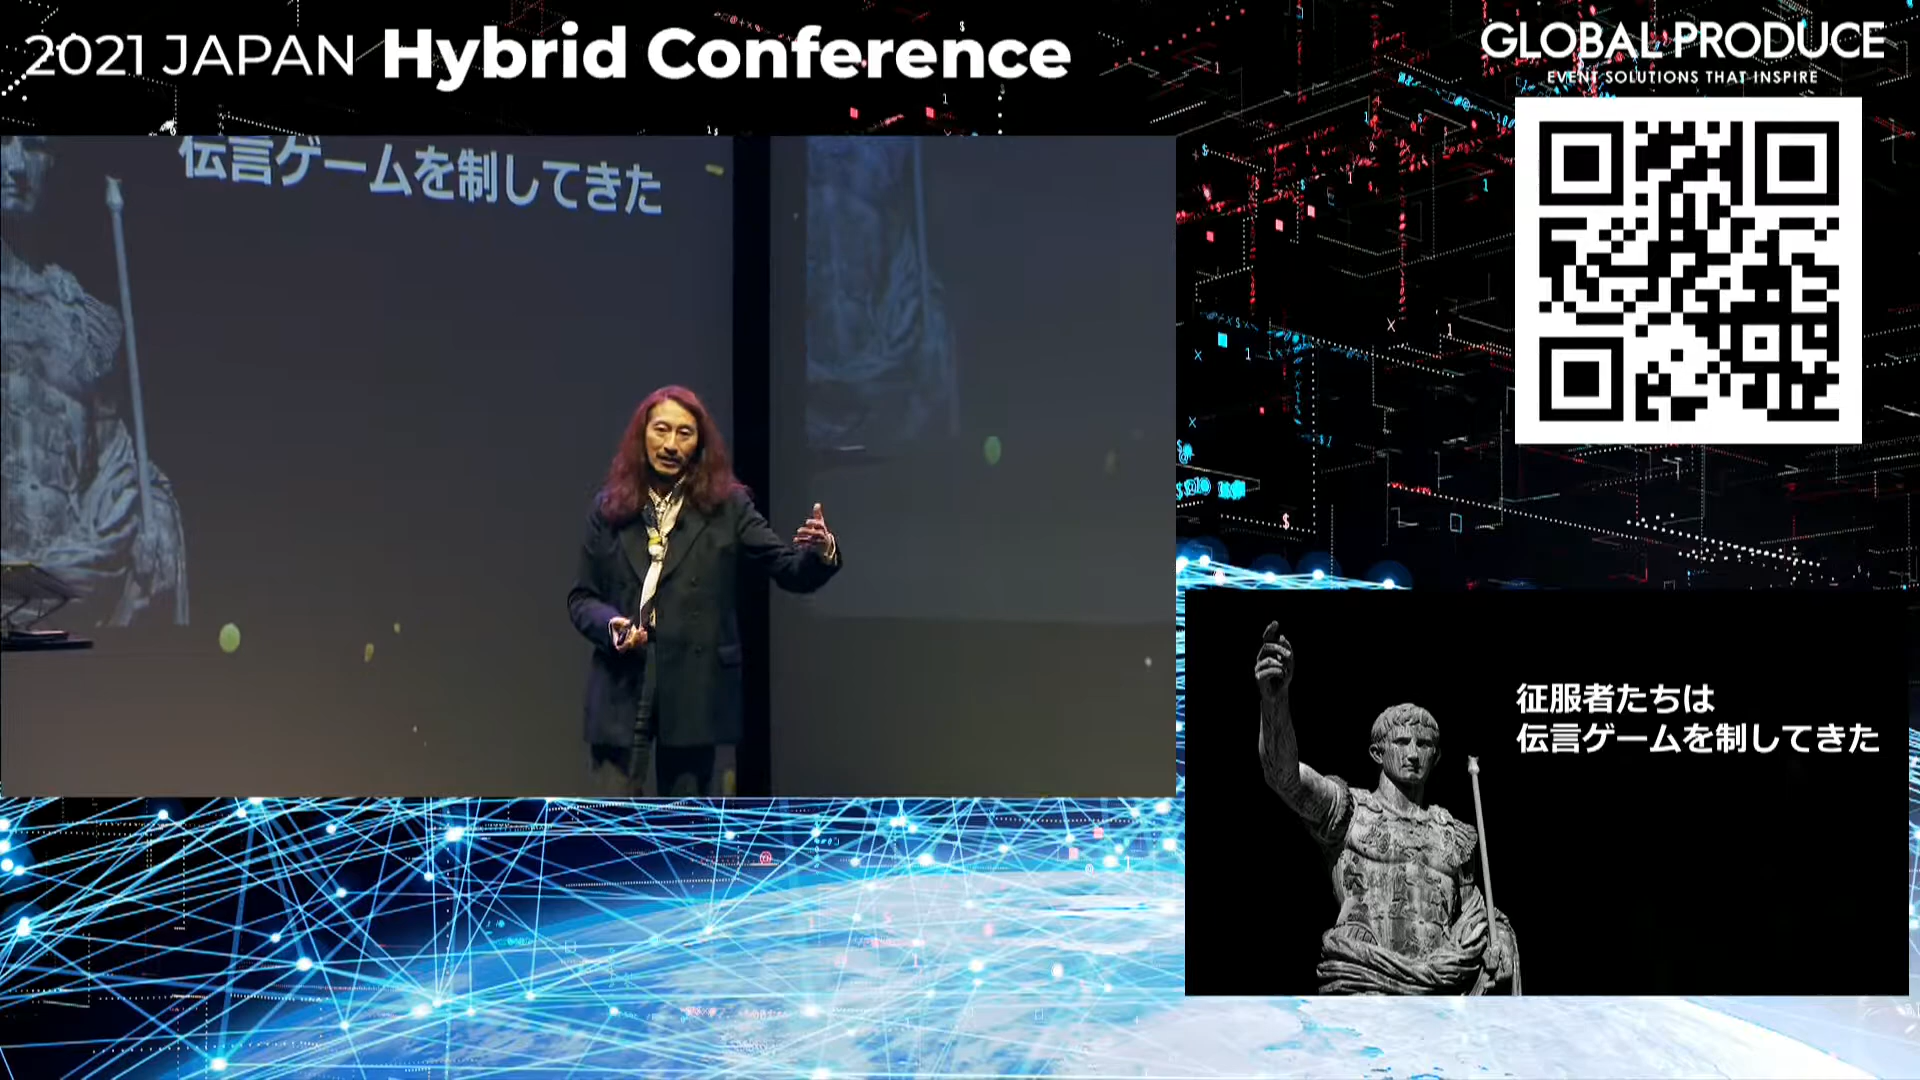 2021 JAPAN Hybrid Conference
GLOBAL PRODUCE
EVENT SOLUTIONS THAT INSPIRE
伝言ゲームを制してきた
征服者たちは
伝言ゲームを制してきた